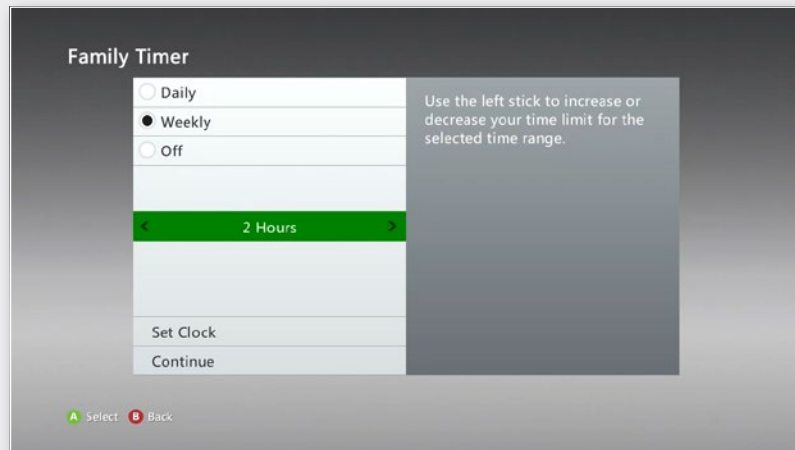 Family Timer
Daily
Weekly
Off
< 2 Hours >
Set Clock
Continue
Use the left stick to increase or
decrease your time limit for the
selected time range.
A Select B Back